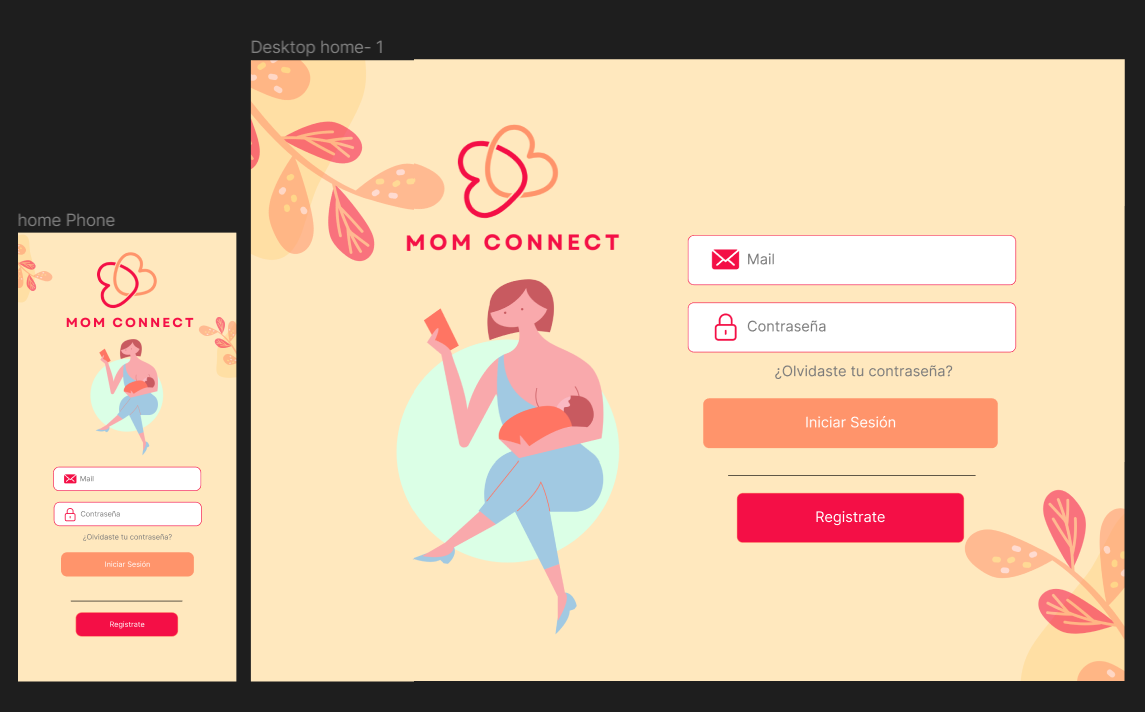 Desktop home- 1
MOM CONNECT
Mail
Contraseña
¿Olvidaste tu contraseña?
Iniciar Sesión
Registrate
home Phone
MOM CONNECT
Mail
Contraseña
¿Olvidaste tu contraseña?
Iniciar Sesión
Registrate